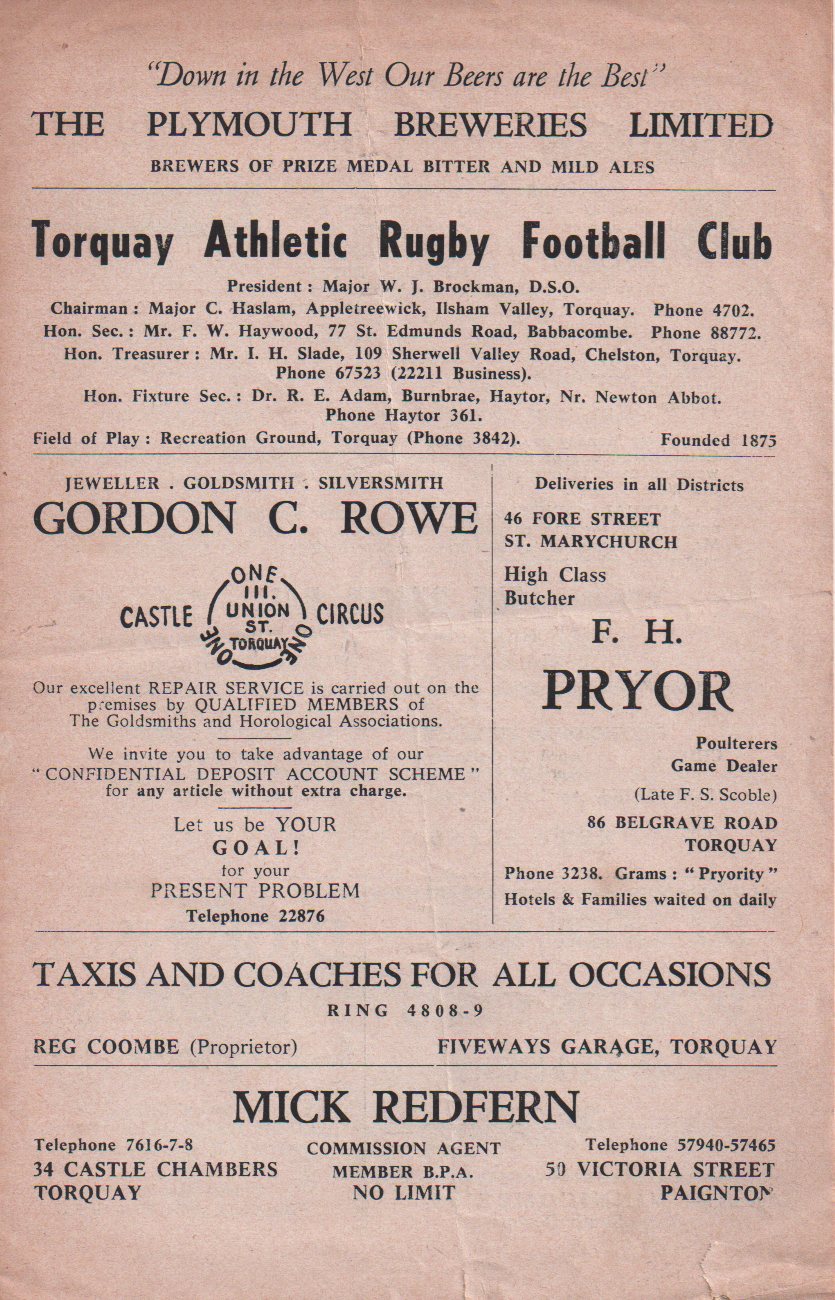 "Down in the West Our Beers are the Best"
THE PLYMOUTH BREWERIES LIMITED
BREWERS OF PRIZE MEDAL BITTER AND MILD ALES
Torquay Athletic Rugby Football Club
President : Major W. J. Brockman, D.S.O.
Chairman : Major C. Haslam, Appletreewick, Ilsham Valley, Torquay. Phone 4702.
Hon. Sec. : Mr. F. W. Haywood, 77 St. Edmunds Road, Babbacombe. Phone 88772.
Hon. Treasurer : Mr. I. H. Slade, 109 Sherwell Valley Road, Chelston, Torquay.
Phone 67523 (22211 Business).
Hon. Fixture Sec. : Dr. R. E. Adam, Burnbrae, Haytor, Nr. Newton Abbot.
Phone Haytor 361.
Field of Play : Recreation Ground, Torquay (Phone 3842). Founded 1875
JEWELLER . GOLDSMITH . SILVERSMITH
GORDON C. ROWE
CASTLE CIRCUS
ONE
111.
UNION
ST.
TORQUAY
ONE ONE
Our excellent REPAIR SERVICE is carried out on the
premises by QUALIFIED MEMBERS of
The Goldsmiths and Horological Associations.
We invite you to take advantage of our
"CONFIDENTIAL DEPOSIT ACCOUNT SCHEME"
for any article without extra charge.
Let us be YOUR
GOAL!
for your
PRESENT PROBLEM
Telephone 22876
Deliveries in all Districts
46 FORE STREET
ST. MARYCHURCH
High Class
Butcher
F. H.
PRYOR
Poulterers
Game Dealer
(Late F. S. Scoble)
86 BELGRAVE ROAD
TORQUAY
Phone 3238. Grams : "Pryority"
Hotels & Families waited on daily
TAXIS AND COACHES FOR ALL OCCASIONS
RING 4808-9
REG COOMBE (Proprietor) FIVEWAYS GARAGE, TORQUAY
MICK REDFERN
Telephone 7616-7-8
34 CASTLE CHAMBERS
TORQUAY
COMMISSION AGENT
MEMBER B.P.A.
NO LIMIT
Telephone 57940-57465
50 VICTORIA STREET
PAIGNTON